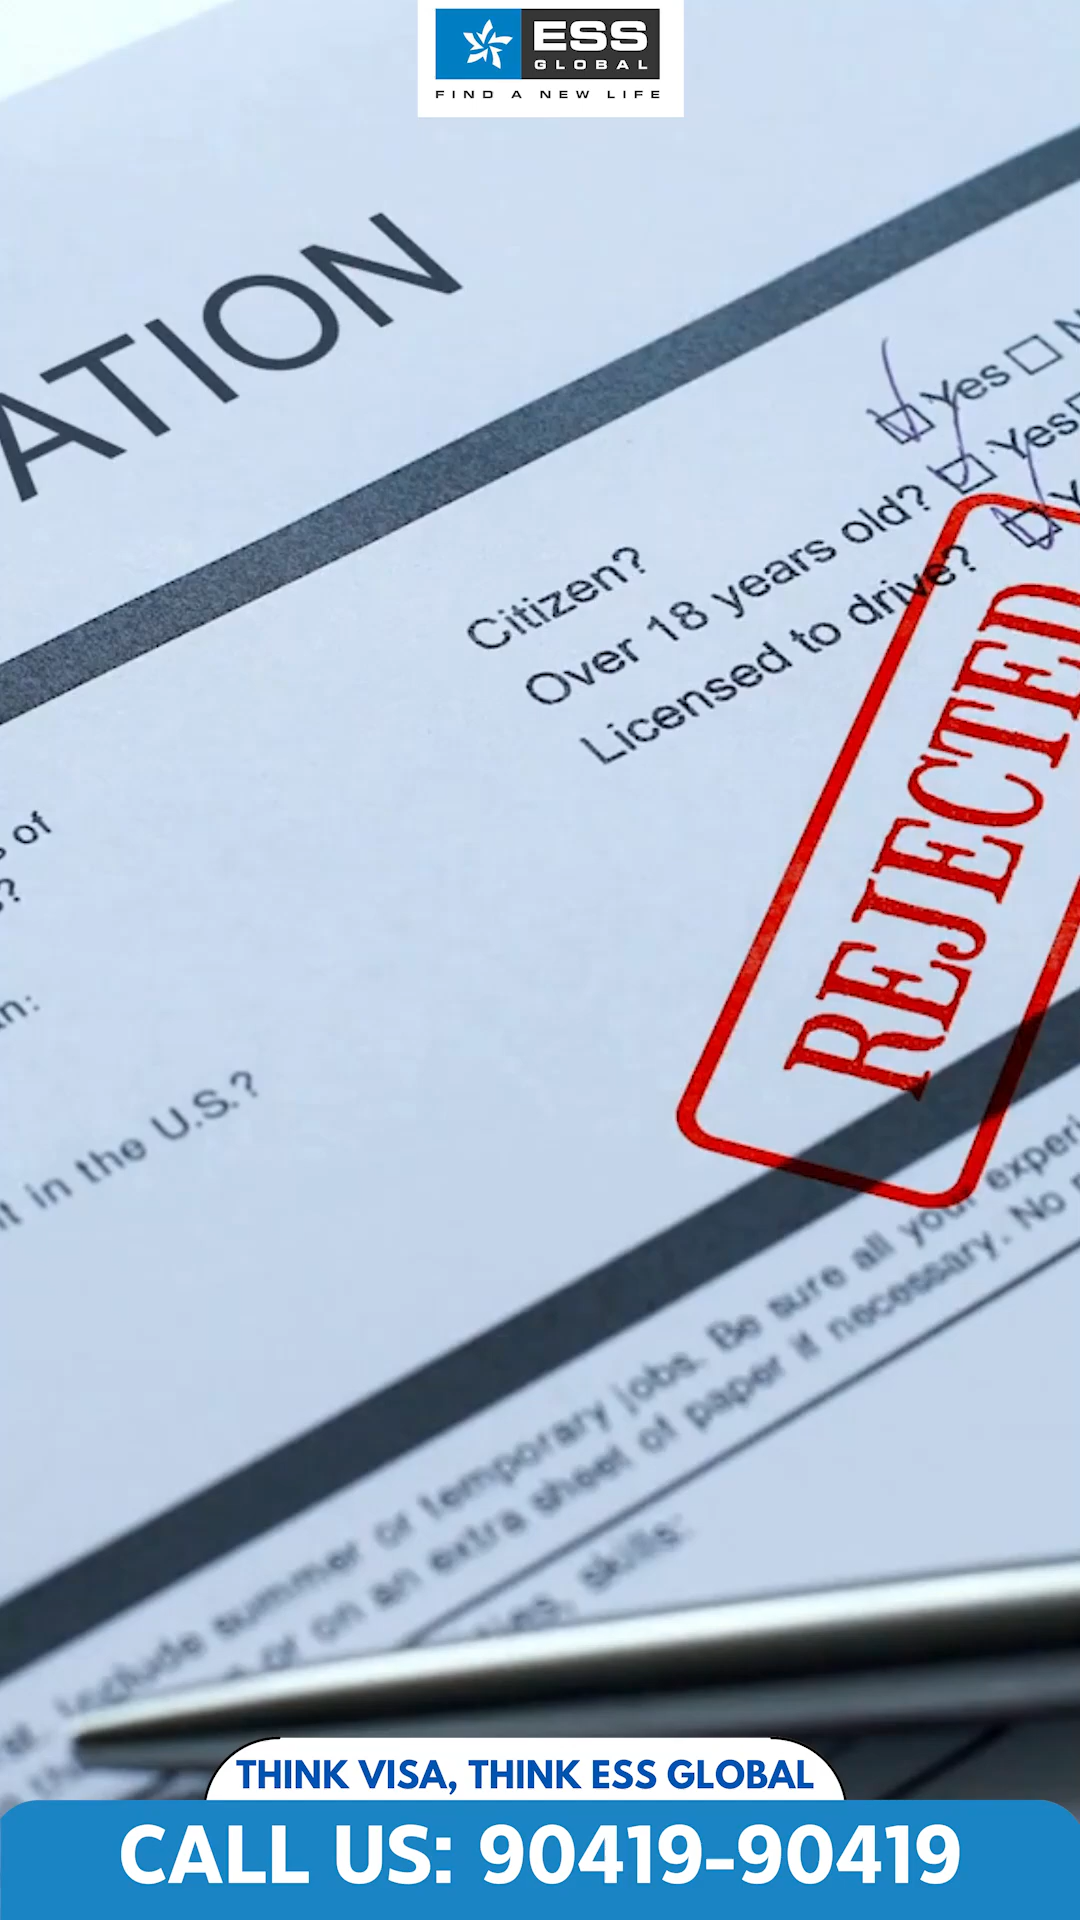 ESS
GLOBAL
FIND A NEW LIFE
ATION
Yes
Citizen?
Yes
Over 18 years old?
Licensed to drive?
REJECTED
of
in the U.S.?
include summer or temporary jobs. Be sure all your experi
or on an extra sheet of paper if necessary. No
skills:
THINK VISA, THINK ESS GLOBAL
CALL US: 90419-90419